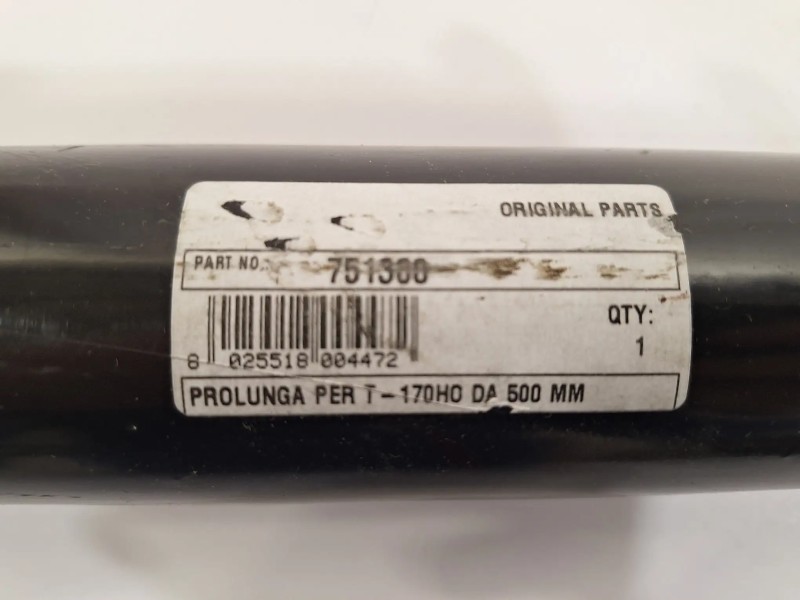 ORIGINAL PARTS
PART NO.:
751300
QTY:
1
8 025518 004472
PROLUNGA PER T-170HO DA 500 MM